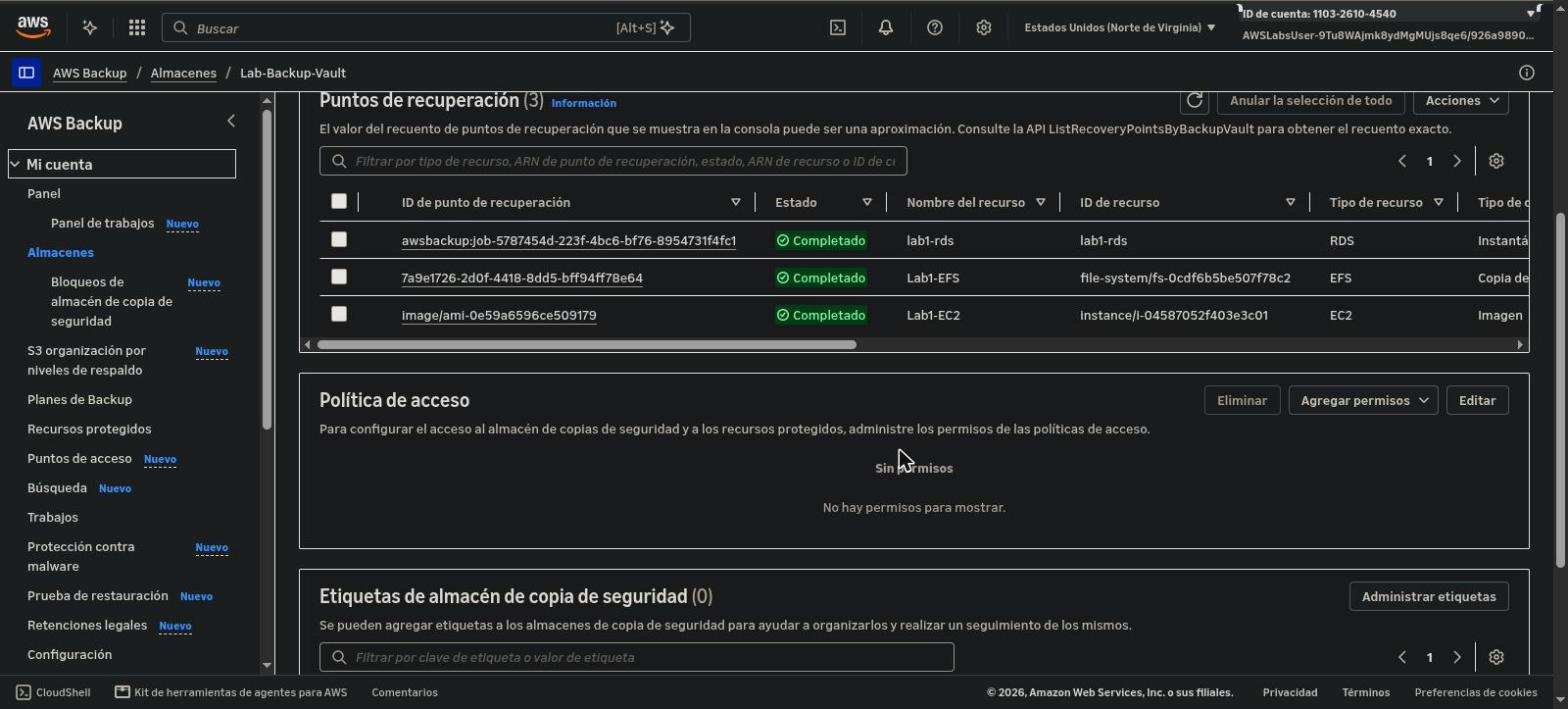 aws
Buscar
[Alt+S]
Estados Unidos (Norte de Virginia)
ID de cuenta: 1103-2610-4540
AWSLabsUser-9Tu8WAjmk8ydMgMUjs8qe6/926a9890...
AWS Backup / Almacenes / Lab-Backup-Vault
AWS Backup
Mi cuenta
Panel
Panel de trabajos Nuevo
Almacenes
Bloqueos de Nuevo
almacén de copia de
seguridad
S3 organización por Nuevo
niveles de respaldo
Planes de Backup
Recursos protegidos
Puntos de acceso Nuevo
Búsqueda Nuevo
Trabajos
Protección contra Nuevo
malware
Prueba de restauración Nuevo
Retenciones legales Nuevo
Configuración
Puntos de recuperación (3) Información
Anular la selección de todo
Acciones
El valor del recuento de puntos de recuperación que se muestra en la consola puede ser una aproximación. Consulte la API ListRecoveryPointsByBackupVault para obtener el recuento exacto.
Filtrar por tipo de recurso, ARN de punto de recuperación, estado, ARN de recurso o ID de cu
1
ID de punto de recuperación Estado Nombre del recurso ID de recurso Tipo de recurso Tipo de c
awsbackup:job-5787454d-223f-4bc6-bf76-8954731f4fc1 Completado lab1-rds lab1-rds RDS Instantá
7a9e1726-2d0f-4418-8dd5-bff94ff78e64 Completado Lab1-EFS file-system/fs-0cdf6b5be507f78c2 EFS Copia de
image/ami-0e59a6596ce509179 Completado Lab1-EC2 instance/i-04587052f403e3c01 EC2 Imagen
Política de acceso
Eliminar
Agregar permisos
Editar
Para configurar el acceso al almacén de copias de seguridad y a los recursos protegidos, administre los permisos de las políticas de acceso.
Sin permisos
No hay permisos para mostrar.
Etiquetas de almacén de copia de seguridad (0)
Administrar etiquetas
Se pueden agregar etiquetas a los almacenes de copia de seguridad para ayudar a organizarlos y realizar un seguimiento de los mismos.
Filtrar por clave de etiqueta o valor de etiqueta
1
CloudShell
Kit de herramientas de agentes para AWS
Comentarios
© 2026, Amazon Web Services, Inc. o sus filiales.
Privacidad
Términos
Preferencias de cookies